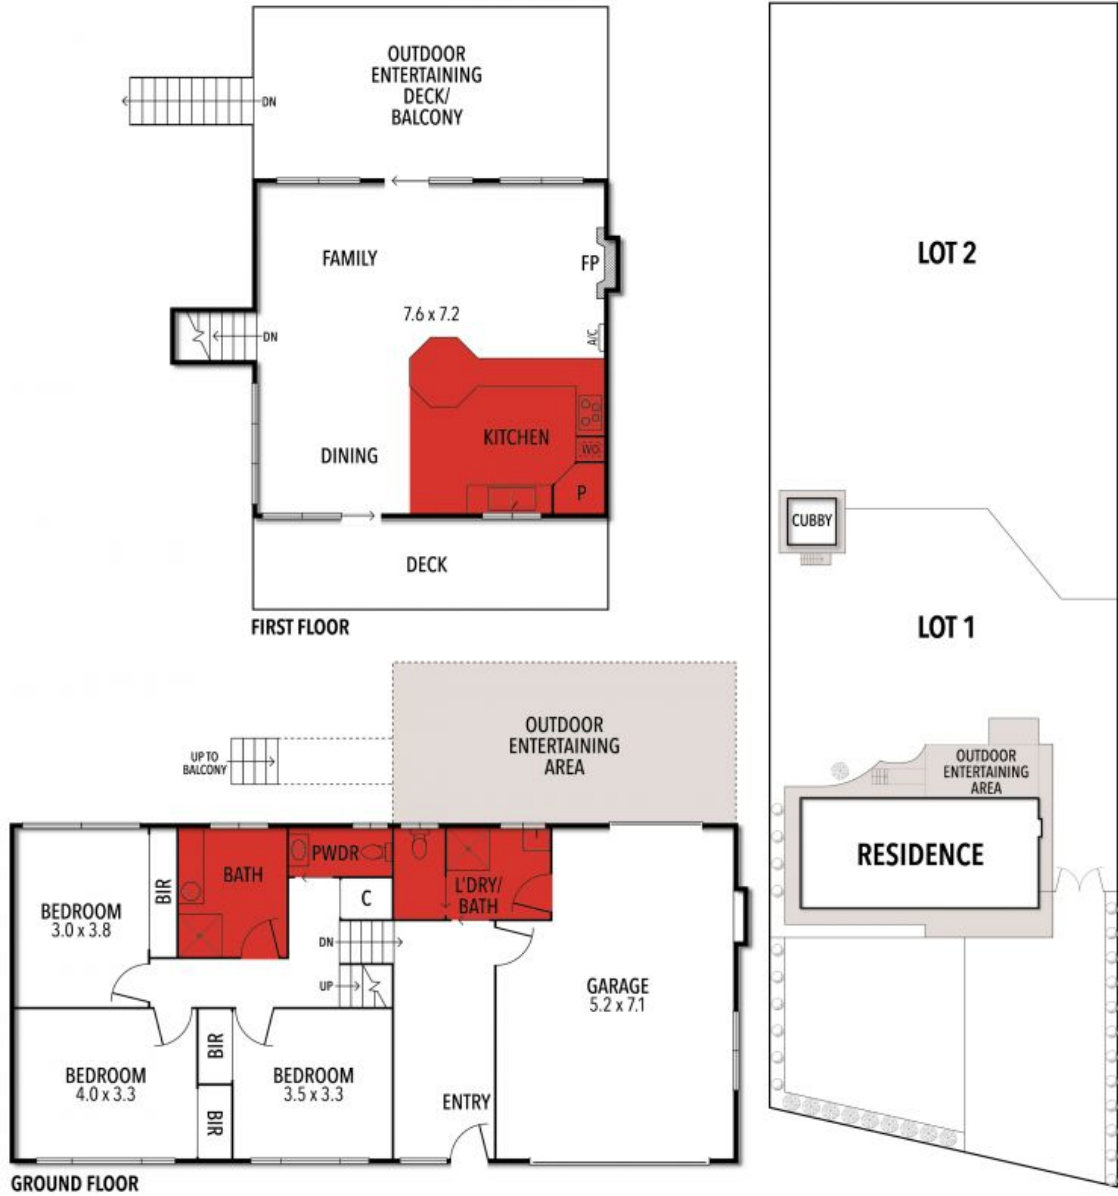 OUTDOOR
ENTERTAINING
DECK/
BALCONY
DN
FAMILY
FP
7.6 x 7.2
DN
A/C
KITCHEN
WO
DINING
P
DECK
FIRST FLOOR
OUTDOOR
ENTERTAINING
AREA
UP TO
BALCONY
BEDROOM
3.0 x 3.8
BIR
BATH
PWDR
C
L'DRY/
BATH
DN
UP
GARAGE
5.2 x 7.1
BEDROOM
4.0 x 3.3
BIR
BIR
BEDROOM
3.5 x 3.3
ENTRY
GROUND FLOOR
LOT 2
CUBBY
LOT 1
OUTDOOR
ENTERTAINING
AREA
RESIDENCE